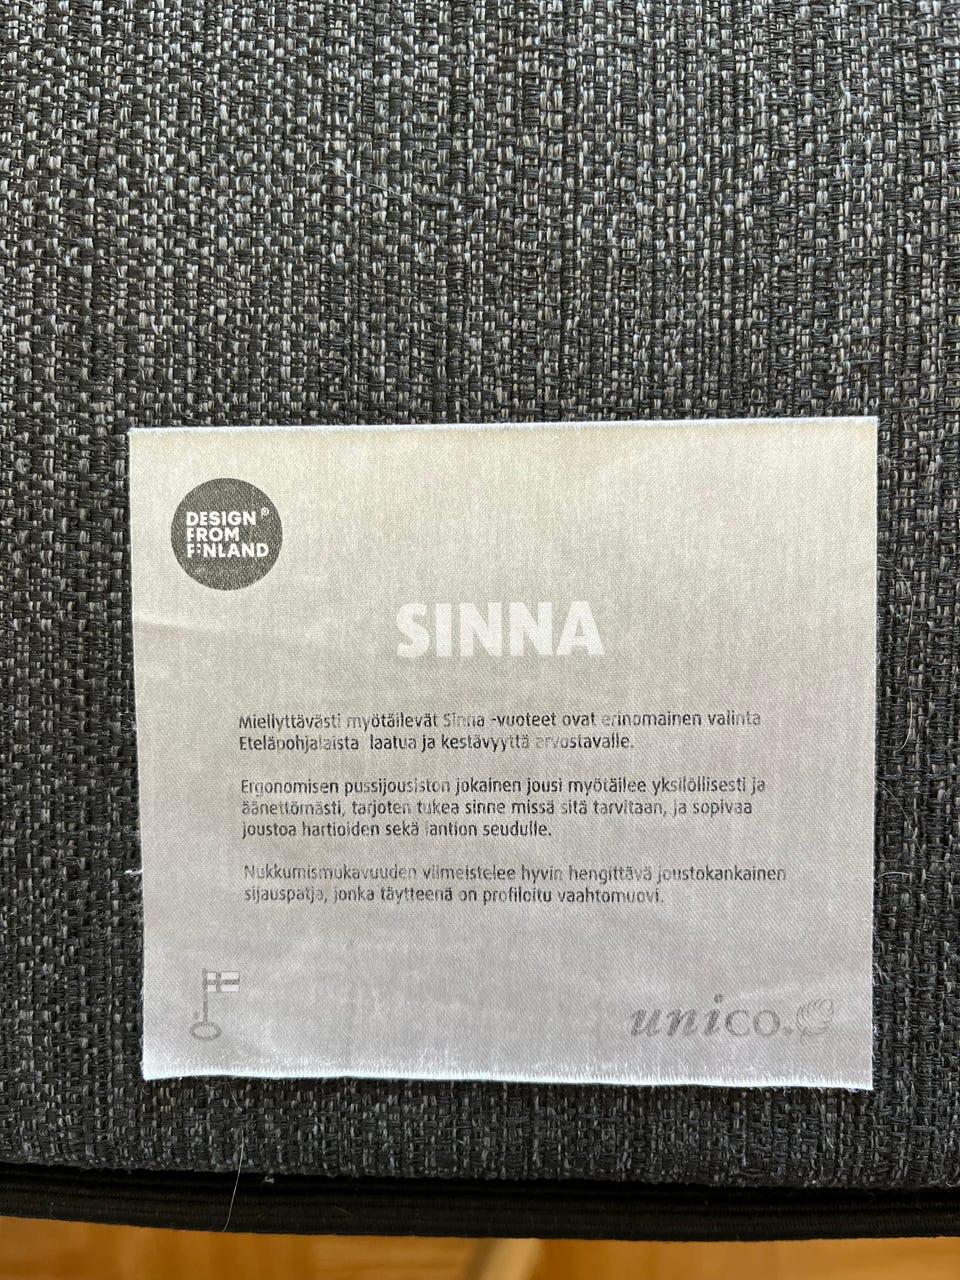 DESIGN
FROM
FINLAND
SINNA
Miellyttävästi myötäilevät Sinna -vuoteet ovat erinomainen valinta
Eteläpohjalaista laatua ja kestävyyttä arvostavalle.
Ergonomisen pussijousiston jokainen jousi myötäilee yksilöllisesti ja
äänettömästi, tarjoten tukea sinne missä sitä tarvitaan, ja sopivaa
joustoa hartioiden sekä lantion seudulle.
Nukkumismukavuuden viimeistelee hyvin hengittävä joustokankainen
sijauspatja, jonka täytteenä on profiloitu vaahtomuovi.
unico.